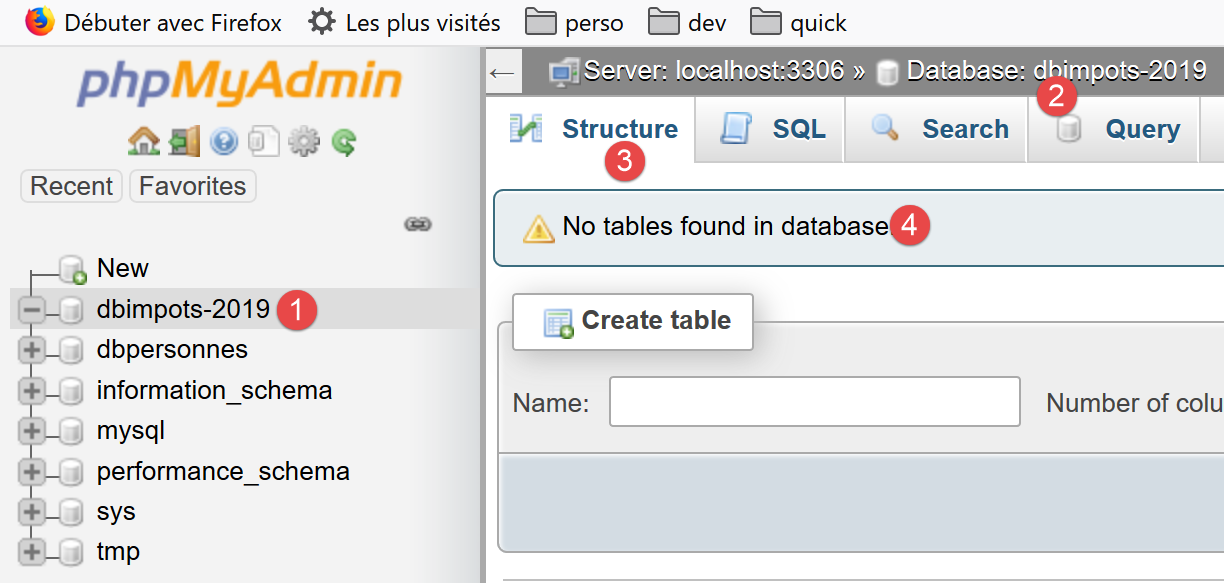 Débuter avec Firefox Les plus visités perso dev quick
phpMyAdmin
Recent Favorites
New
dbimpots-2019 1
dbpersonnes
information_schema
mysql
performance_schema
sys
tmp
← Server: localhost:3306 » Database: dbimpots-2019
2
Structure SQL Search Query
3
No tables found in database 4
Create table
Name: Number of colu